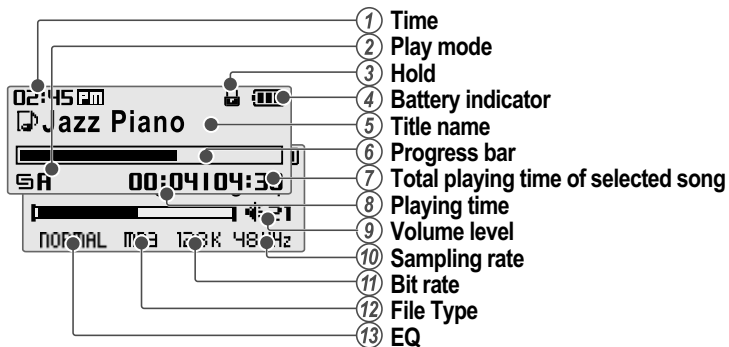 ① Time
② Play mode
③ Hold
④ Battery indicator
⑤ Title name
⑥ Progress bar
⑦ Total playing time of selected song
⑧ Playing time
⑨ Volume level
⑩ Sampling rate
⑪ Bit rate
⑫ File Type
⑬ EQ
02:45 PM
Jazz Piano
A 00:04 04:30
21
NORMAL MP3 128K 48KHz